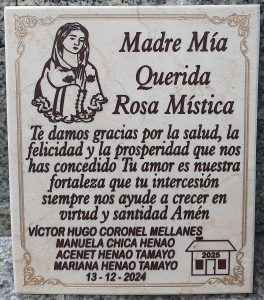 Madre Mía
Querida
Rosa Mística
Te damos gracias por la salud, la
felicidad y la prosperidad que nos
has concedido Tu amor es nuestra
fortaleza que tu intercesión
siempre nos ayude a crecer en
virtud y santidad Amén
VÍCTOR HUGO CORONEL MELLANES
MANUELA CHICA HENAO
ACENET HENAO TAMAYO
MARIANA HENAO TAMAYO
13 - 12 - 2024
2025